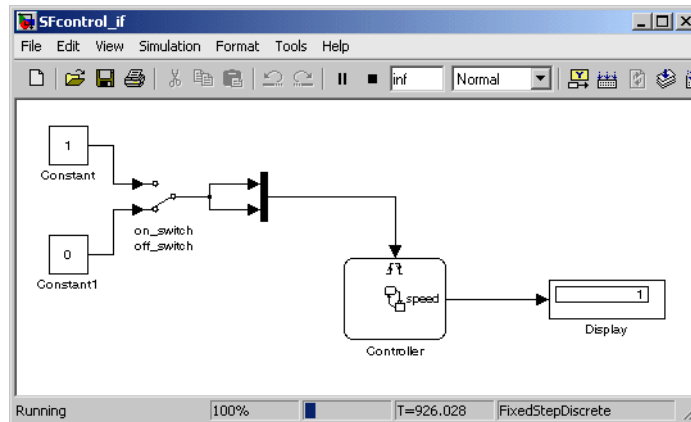 SFcontrol_if
File Edit View Simulation Format Tools Help
inf Normal
1
Constant
on_switch
off_switch
0
Constant1
speed
Controller
1
Display
Running 100% T=926.028 FixedStepDiscrete